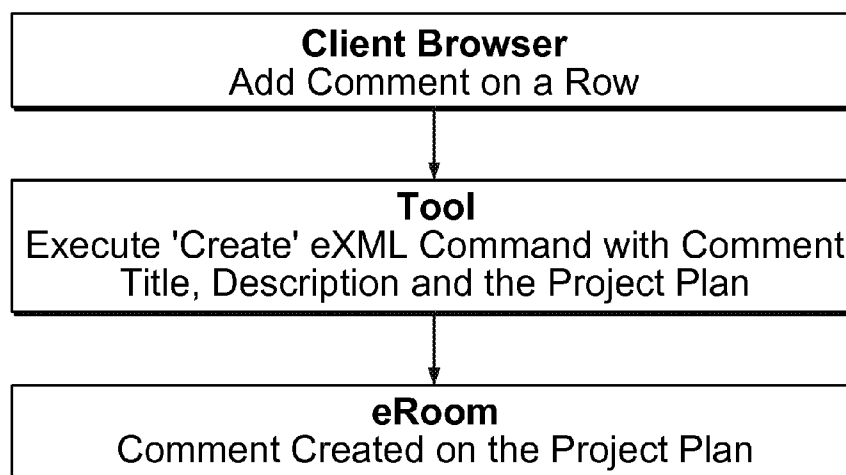 Client Browser
Add Comment on a Row
Tool
Execute 'Create' eXML Command with Comment
Title, Description and the Project Plan
eRoom
Comment Created on the Project Plan